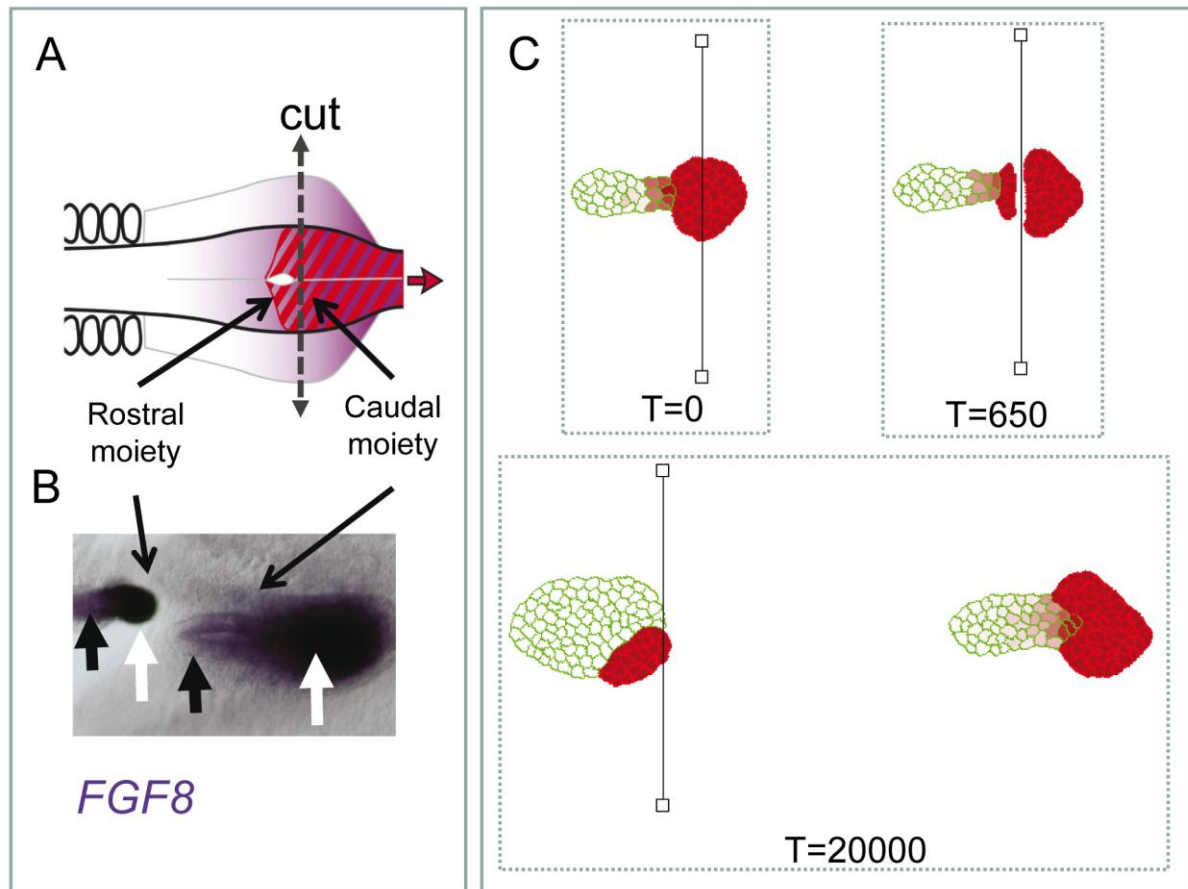 A
cut
Rostral
moiety
Caudal
moiety
B
FGF8
C
T=0
T=650
T=20000